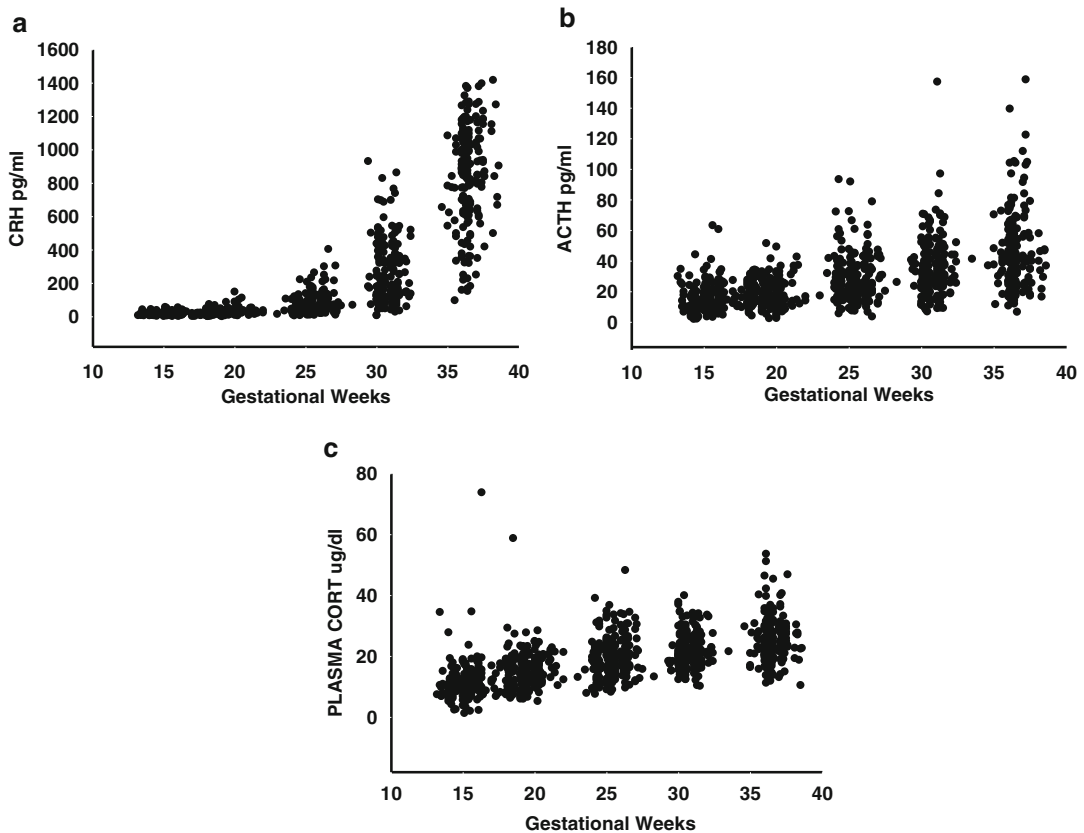 a
1600
1400
1200
1000
800
600
400
200
0
CRH pg/ml
10 15 20 25 30 35 40
Gestational Weeks
b
180
160
140
120
100
80
60
40
20
0
ACTH pg/ml
10 15 20 25 30 35 40
Gestational Weeks
c
80
60
40
20
0
PLASMA CORT ug/dl
10 15 20 25 30 35 40
Gestational Weeks